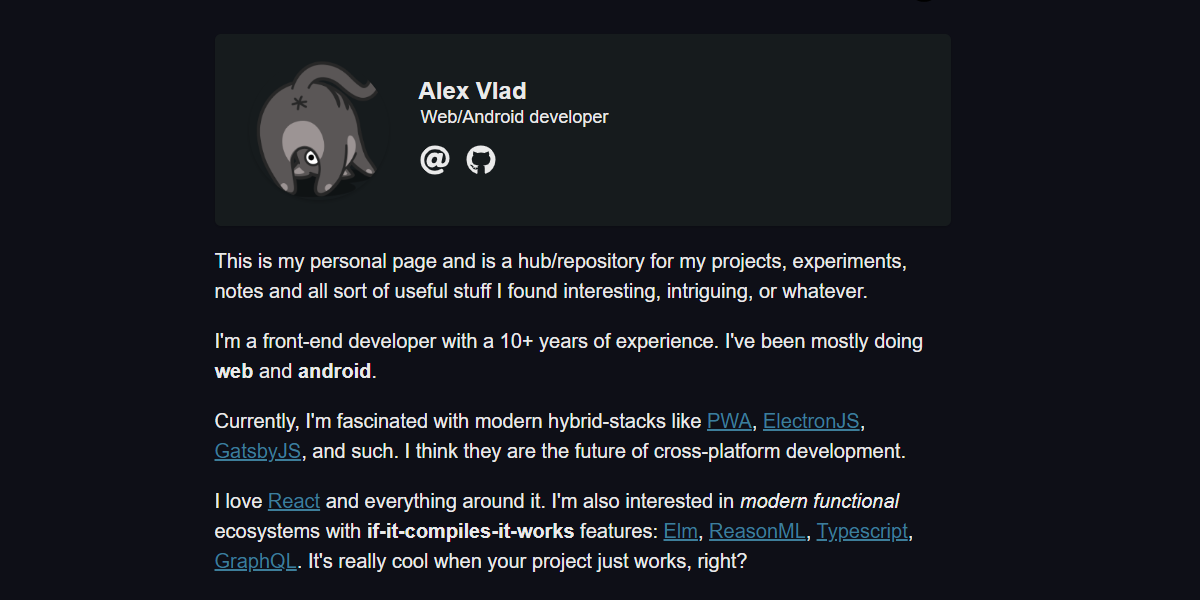 Alex Vlad
Web/Android developer
This is my personal page and is a hub/repository for my projects, experiments,
notes and all sort of useful stuff I found interesting, intriguing, or whatever.
I'm a front-end developer with a 10+ years of experience. I've been mostly doing
web and android.
Currently, I'm fascinated with modern hybrid-stacks like PWA, ElectronJS,
GatsbyJS, and such. I think they are the future of cross-platform development.
I love React and everything around it. I'm also interested in modern functional
ecosystems with if-it-compiles-it-works features: Elm, ReasonML, Typescript,
GraphQL. It's really cool when your project just works, right?